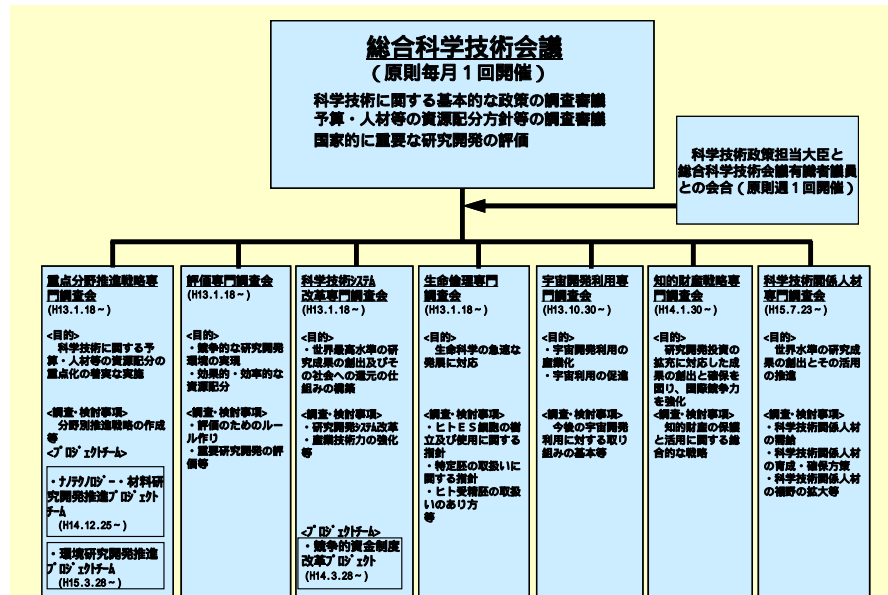 総合科学技術会議
（原則毎月１回開催）
科学技術に関する基本的な政策の調査審議
予算・人材等の資源配分方針等の調査審議
国家的に重要な研究開発の評価
科学技術政策担当大臣と
総合科学技術会議有識者議員
との会合（原則週１回開催）
重点分野推進戦略専
門調査会
(H13.1.18～)
<目的>
科学技術に関する予
算・人材等の資源配分の
重点化の着実な実施
<調査・検討事項>
分野別推進戦略の作成
等
<ﾌﾟﾛｼﾞｪｸﾄﾁｰﾑ>
・ﾅﾉﾃｸﾉﾛｼﾞｰ・材料研
究開発推進ﾌﾟﾛｼﾞｪｸﾄ
ﾁｰﾑ
(H14.12.25～)
・環境研究開発推進
ﾌﾟﾛｼﾞｪｸﾄﾁｰﾑ
(H15.3.28～)
評価専門調査会
(H13.1.18～)
<目的>
・競争的な研究開発
環境の実現
・効果的・効率的な
資源配分
<調査・検討事項>
・評価のためのルー
ル作り
・重要研究開発の評
価等
科学技術ｼｽﾃﾑ
改革専門調査会
(H13.1.18～)
<目的>
・世界最高水準の研
究成果の創出及びそ
の社会への還元の仕
組みの構築
<調査・検討事項>
・研究開発ｼｽﾃﾑ改革
・産業技術力の強化
等
<ﾌﾟﾛｼﾞｪｸﾄﾁｰﾑ>
・競争的資金制度
改革ﾌﾟﾛｼﾞｪｸﾄ
(H14.3.28～)
生命倫理専門
調査会
(H13.1.18～)
<目的>
生命科学の急速な
発展に対応
<調査・検討事項>
・ヒトＥＳ細胞の樹
立及び使用に関する
指針
・特定胚の取扱いに
関する指針
・ヒト受精胚の取扱
いのあり方
等
宇宙開発利用専
門調査会
(H13.10.30～)
<目的>
・宇宙開発利用の
産業化
・宇宙利用の促進
<調査・検討事項>
今後の宇宙開発
利用に対する取り
組みの基本等
知的財産戦略専
門調査会
(H14.1.30～)
<目的>
研究開発投資の
拡充に対応した成
果の創出と確保を
図り、国際競争力
を強化
<調査・検討事項>
知的財産の保護
と活用に関する総
合的な戦略
科学技術関係人材
専門調査会
(H15.7.23～)
<目的>
世界水準の研究成
果の創出とその活用
の推進
<調査・検討事項>
・科学技術関係人材
の需給
・科学技術関係人材
の育成・確保方策
・科学技術関係人材
の裾野の拡大等